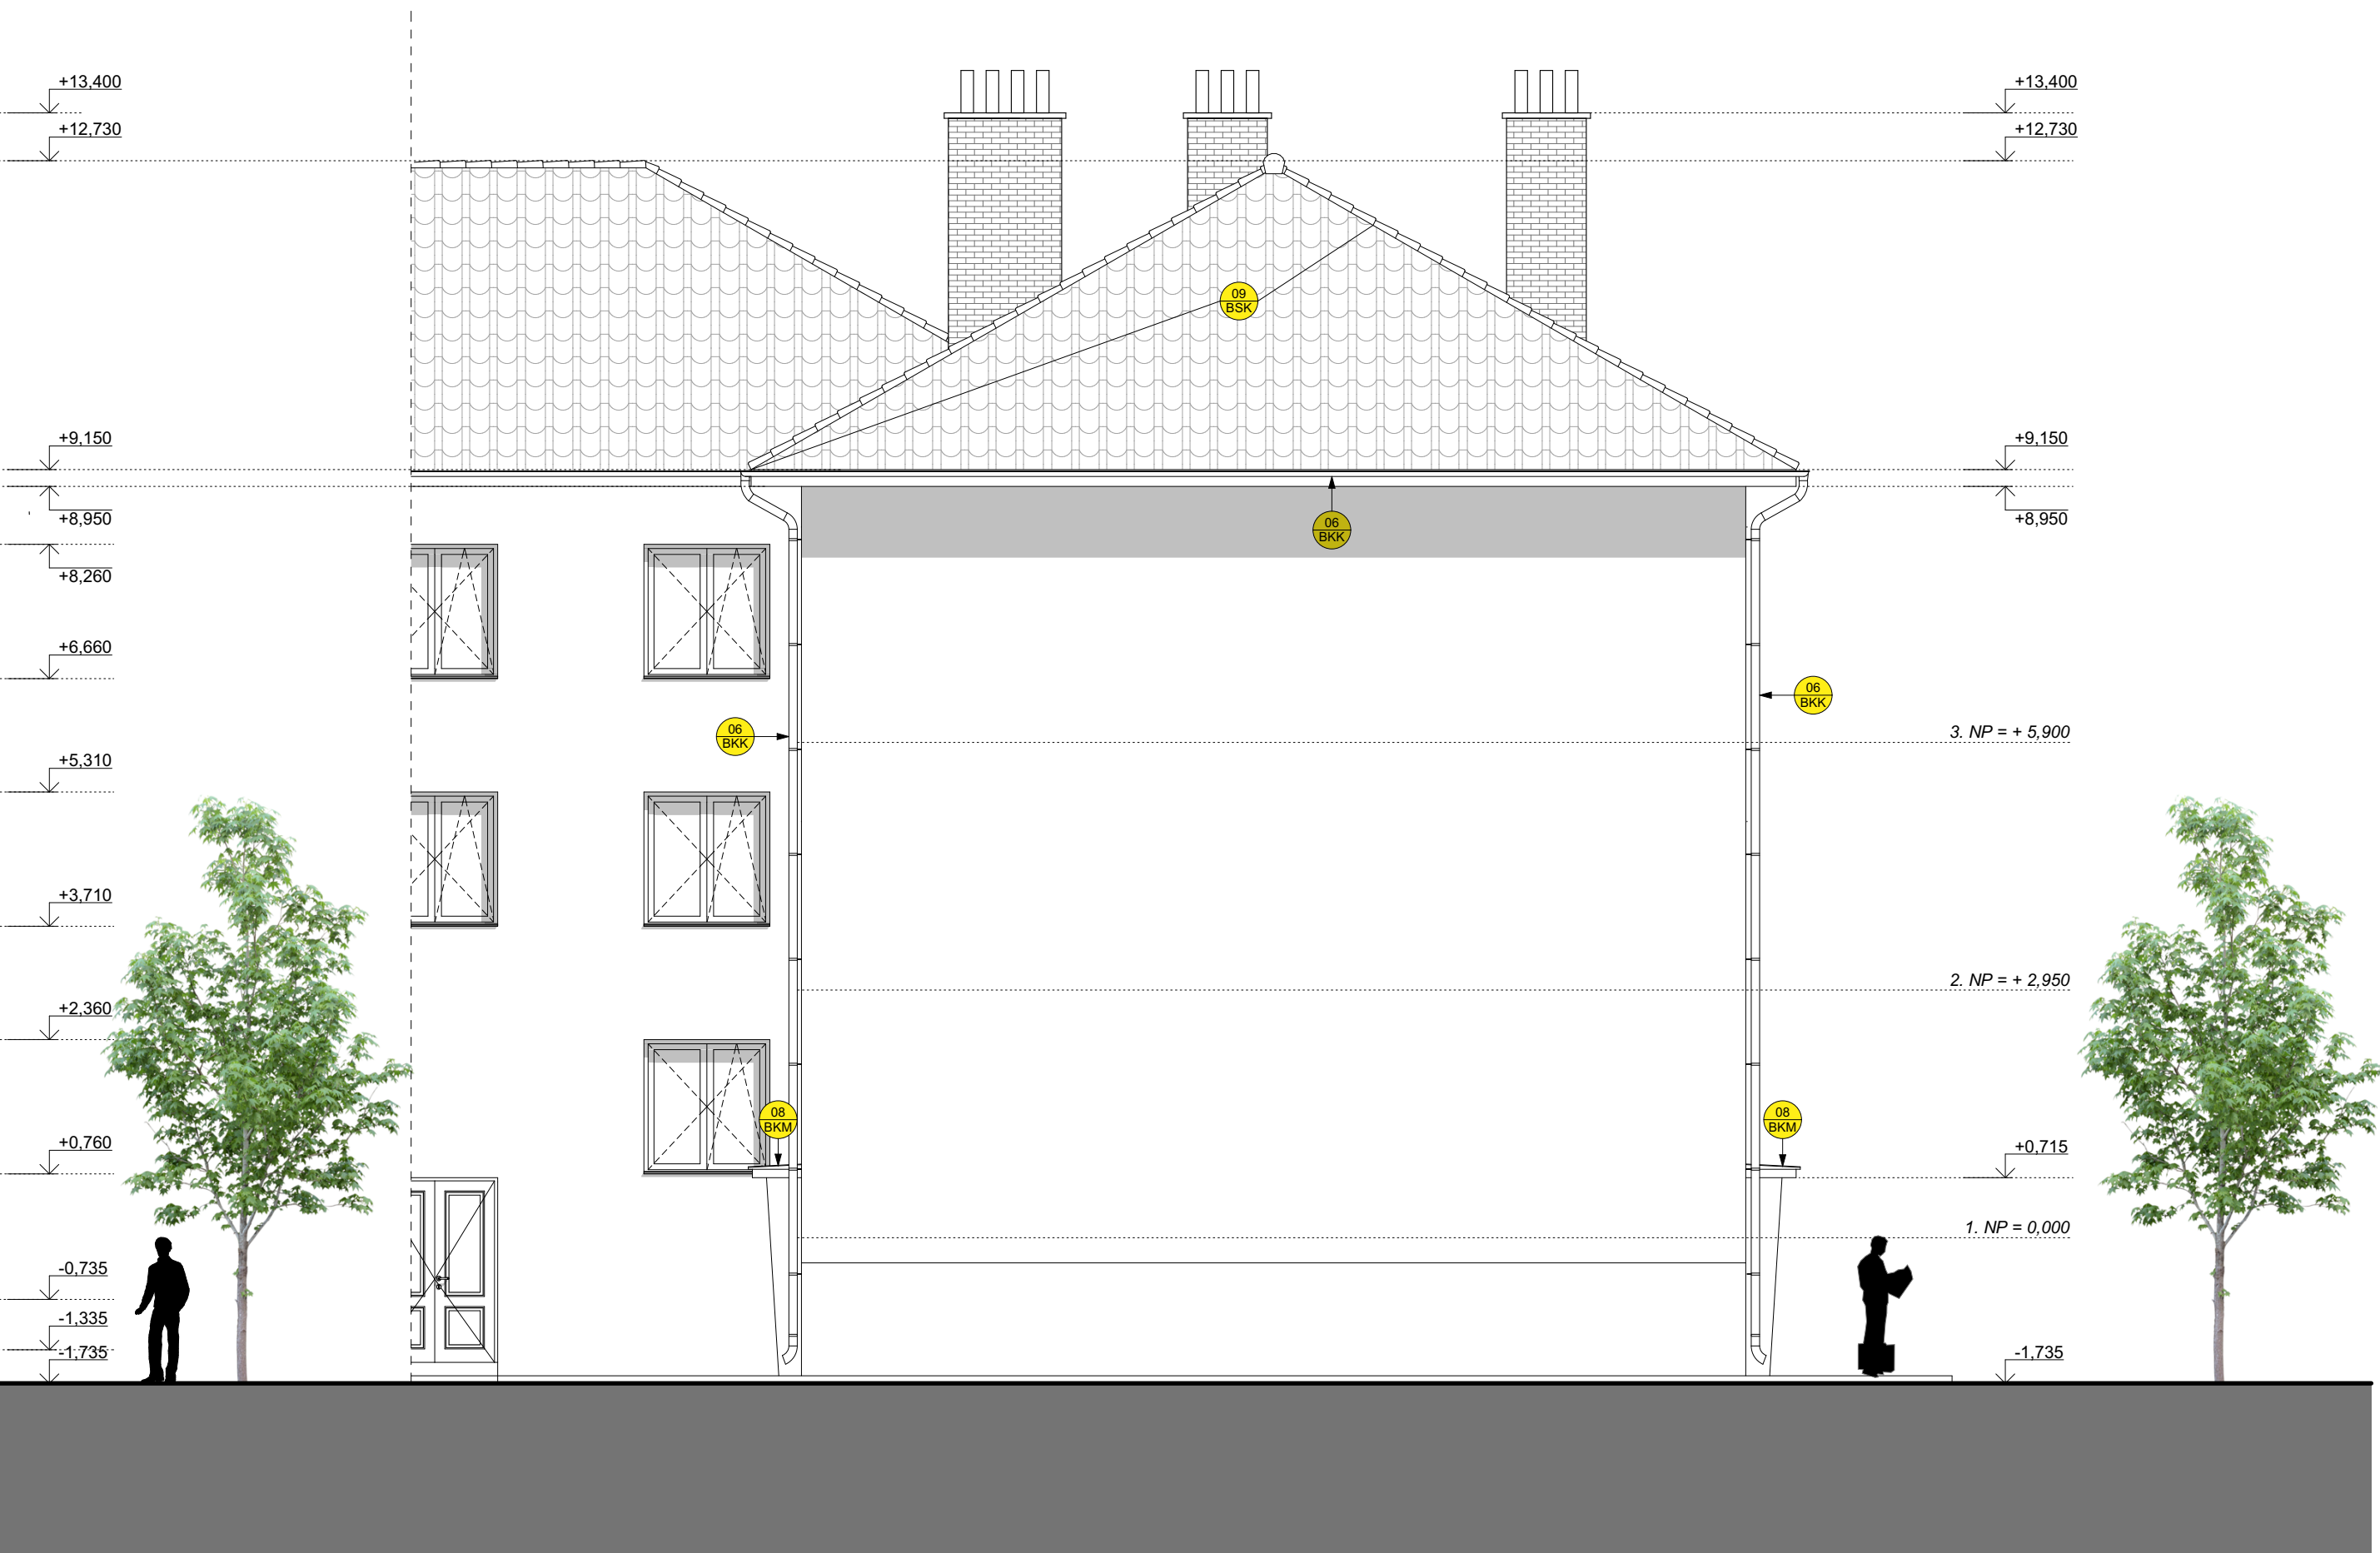 +13,400
+13,400
+12,730
+12,730
09
BSK
+9,150
+9,150
+8,950
+8,950
06
BKK
+8,260
+6,660
06
BKK
06
BKK
3. NP = + 5,900
+5,310
+3,710
2. NP = + 2,950
+2,360
08
BKM
08
BKM
+0,760
+0,715
1. NP = 0,000
-0,735
-1,335
-1,735
-1,735